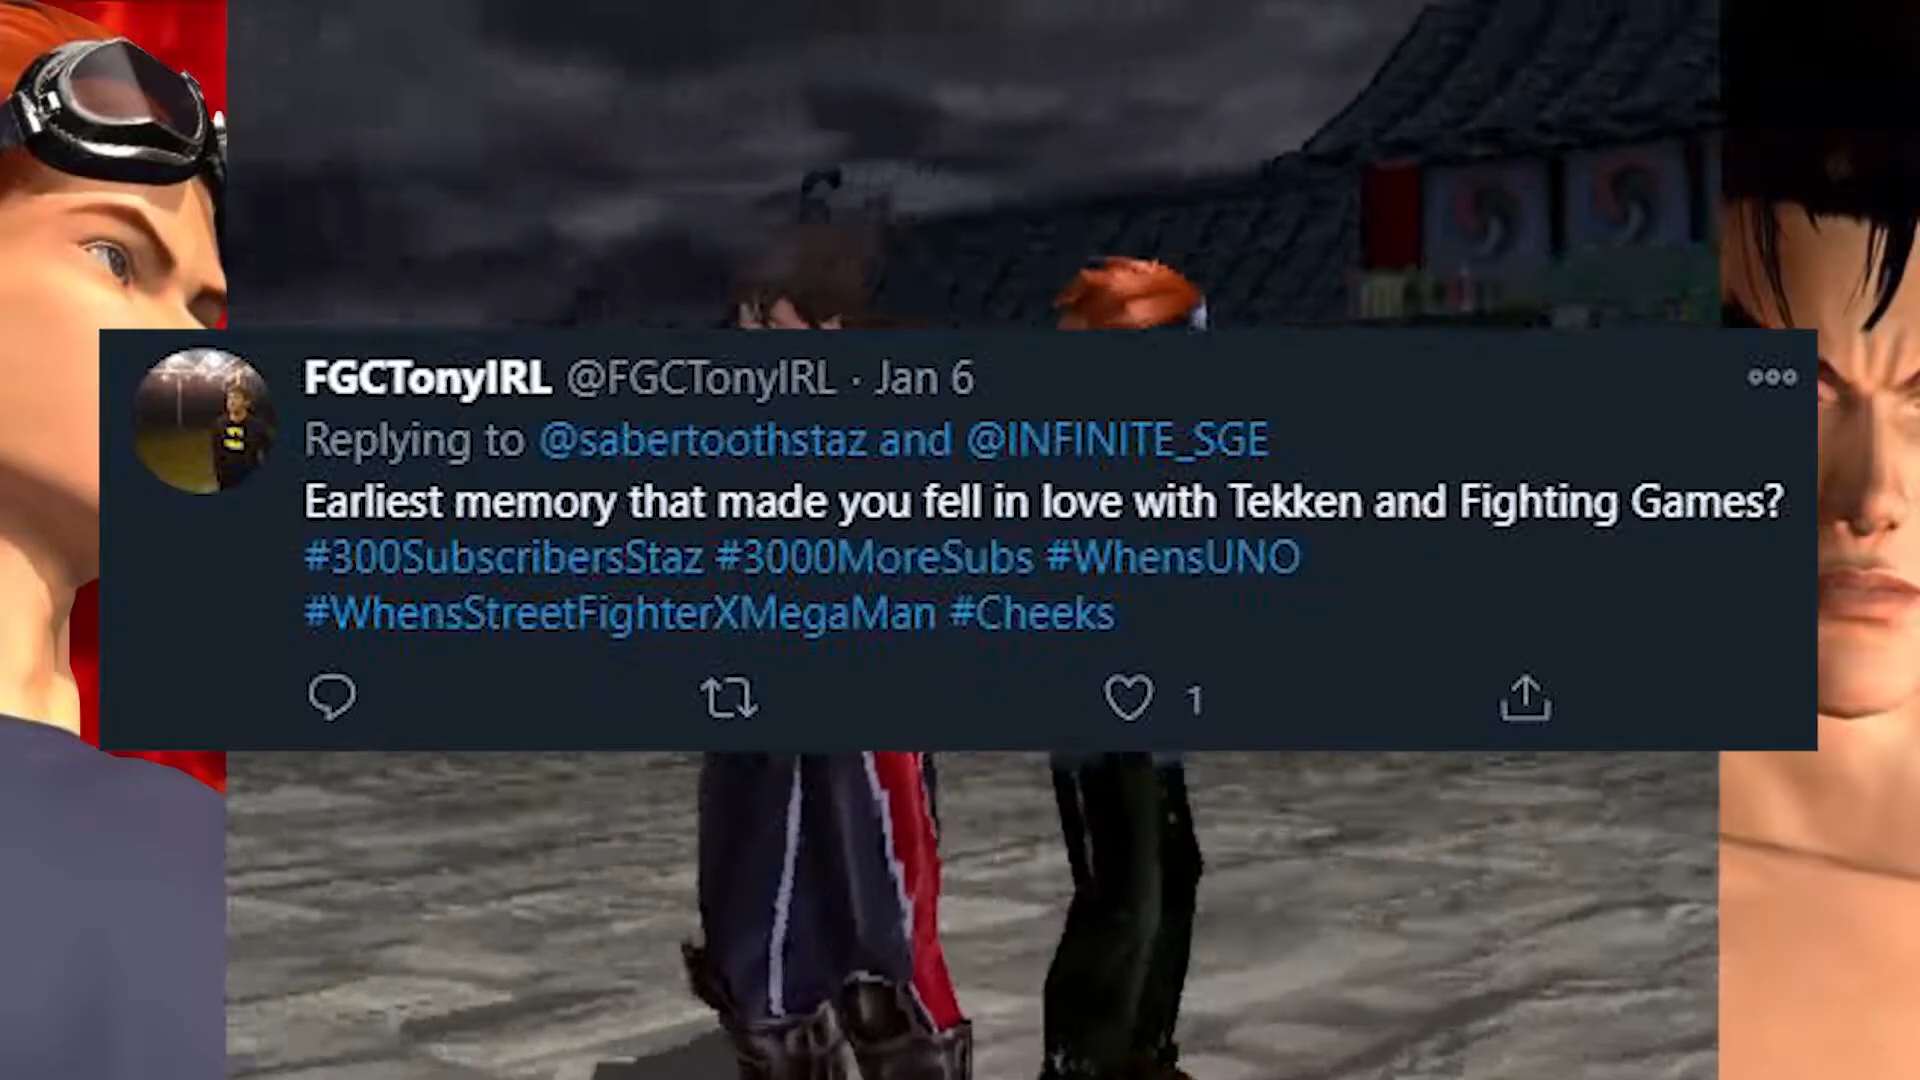 FGCTonyIRL @FGCTonyIRL · Jan 6
Replying to @sabertoothstaz and @INFINITE_SGE
Earliest memory that made you fell in love with Tekken and Fighting Games?
#300SubscribersStaz #3000MoreSubs #WhensUNO
#WhensStreetFighterXMegaMan #Cheeks
1